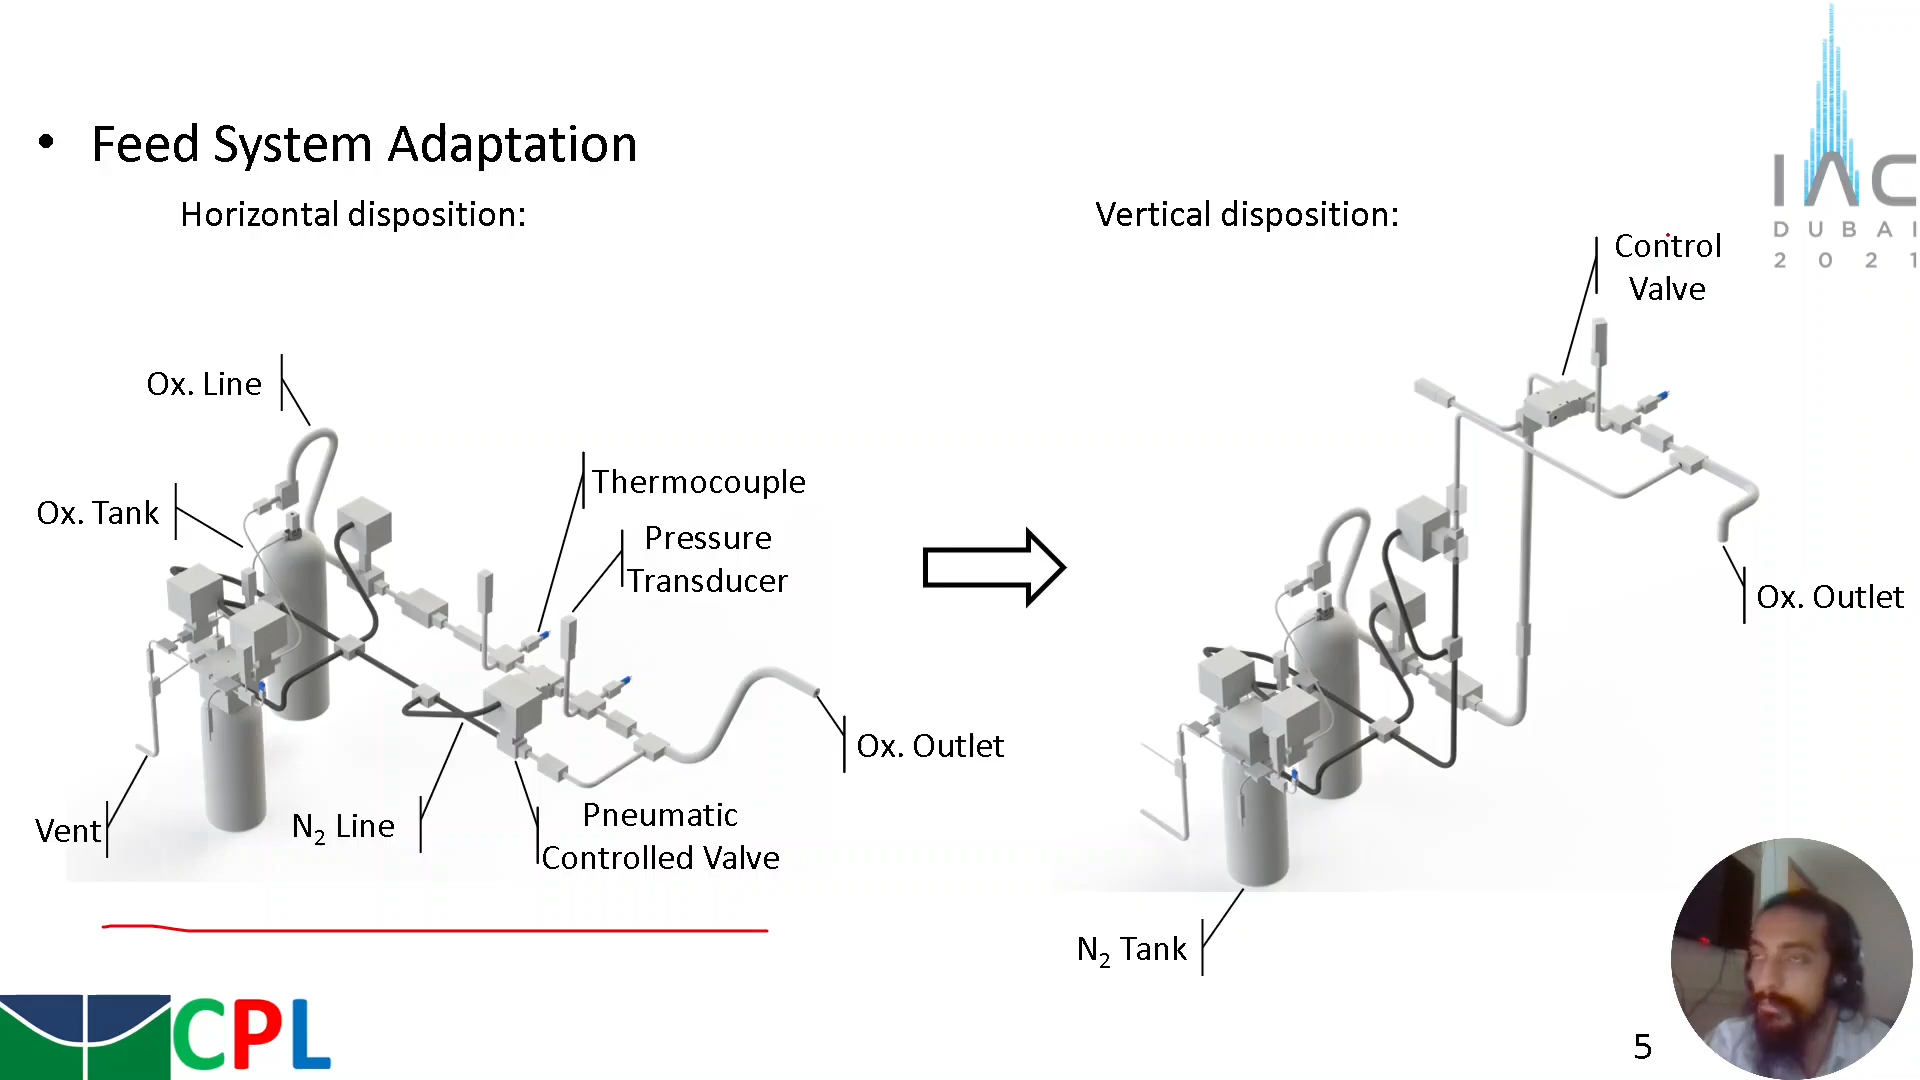 • Feed System Adaptation
Horizontal disposition:
Vertical disposition:
IAC
DUBAI
2021
Control
Valve
Ox. Line
Thermocouple
Ox. Tank
Pressure
Transducer
Ox. Outlet
Ox. Outlet
Vent
N₂ Line
Pneumatic
Controlled Valve
N₂ Tank
CPL
5